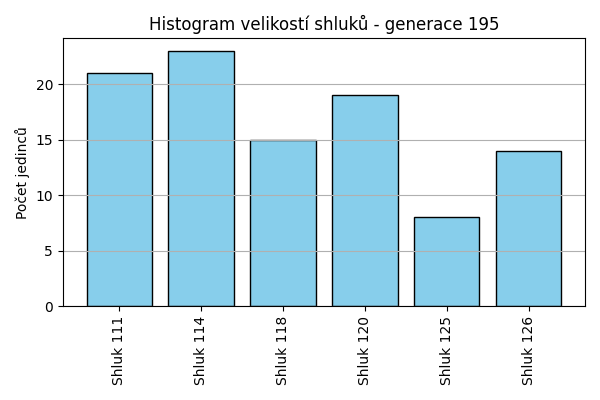 Histogram velikostí shluků - generace 195
Počet jedinců
20
15
10
5
0
Shluk 111
Shluk 114
Shluk 118
Shluk 120
Shluk 125
Shluk 126